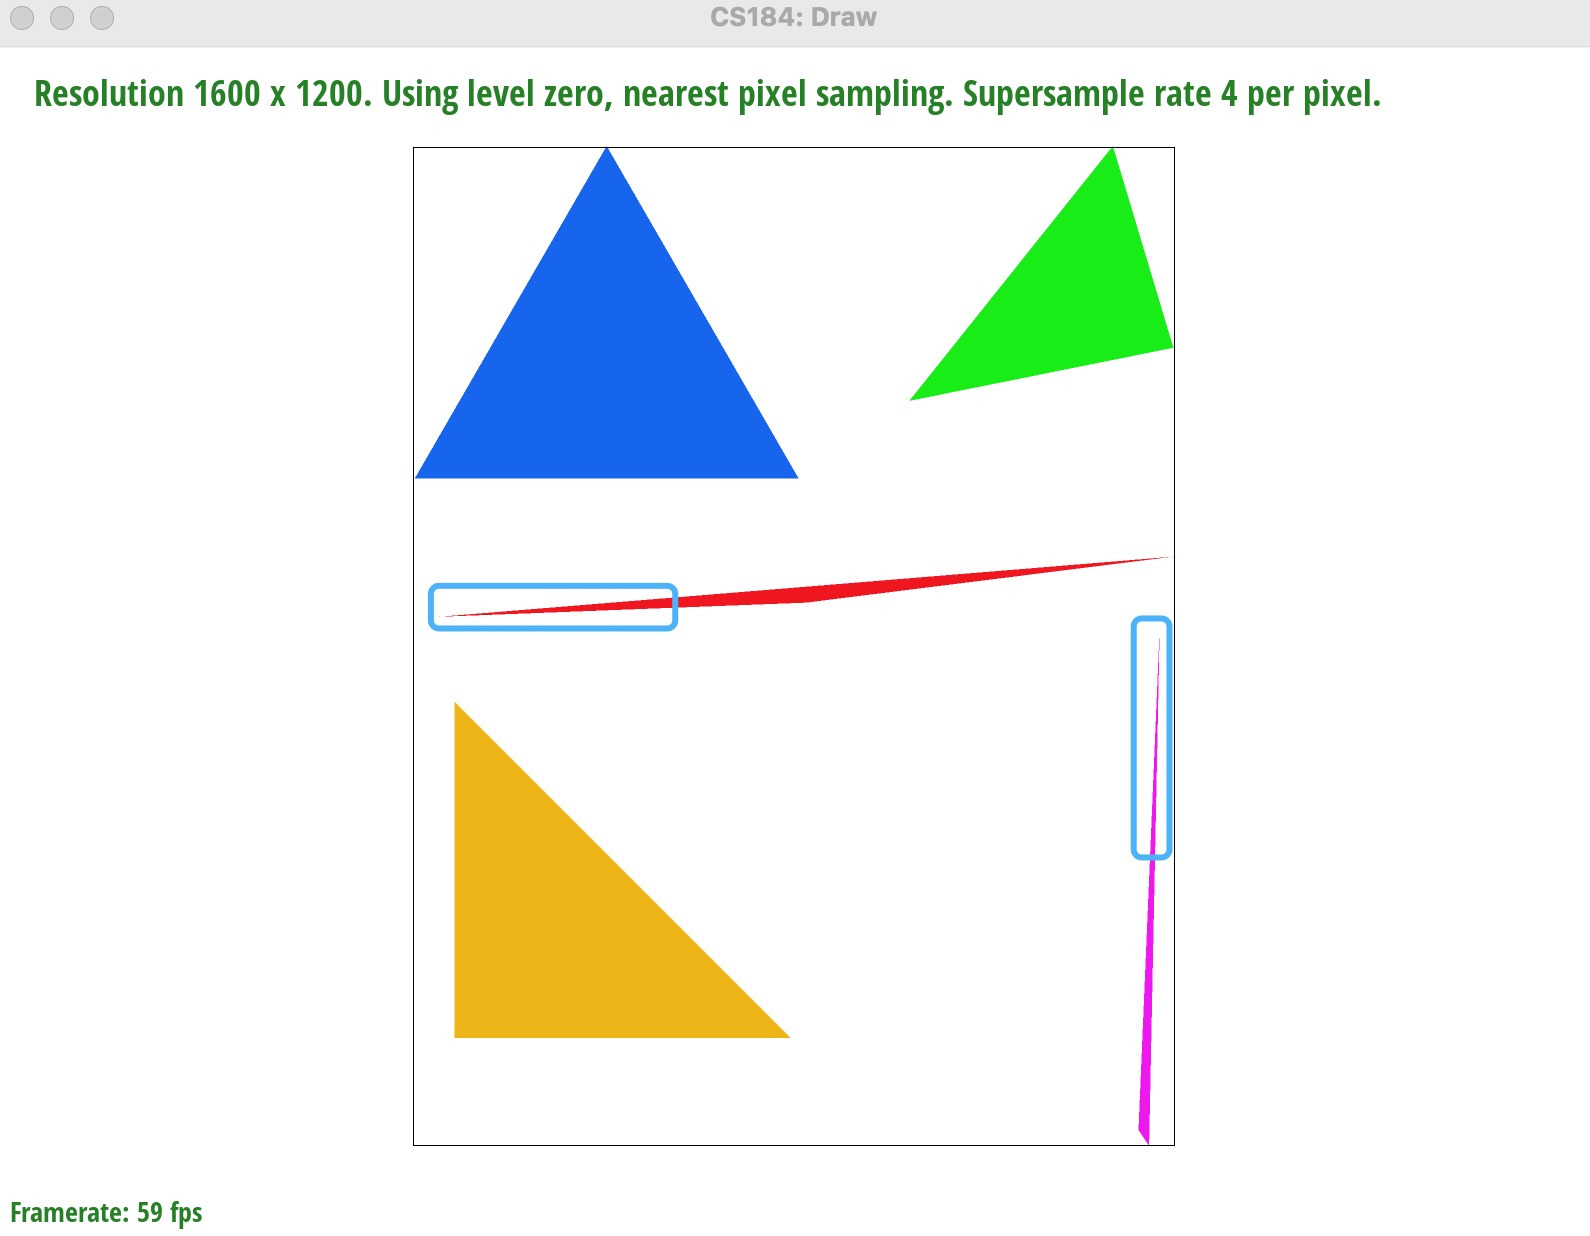 CS184: Draw
Resolution 1600 x 1200. Using level zero, nearest pixel sampling. Supersample rate 4 per pixel.
Framerate: 59 fps